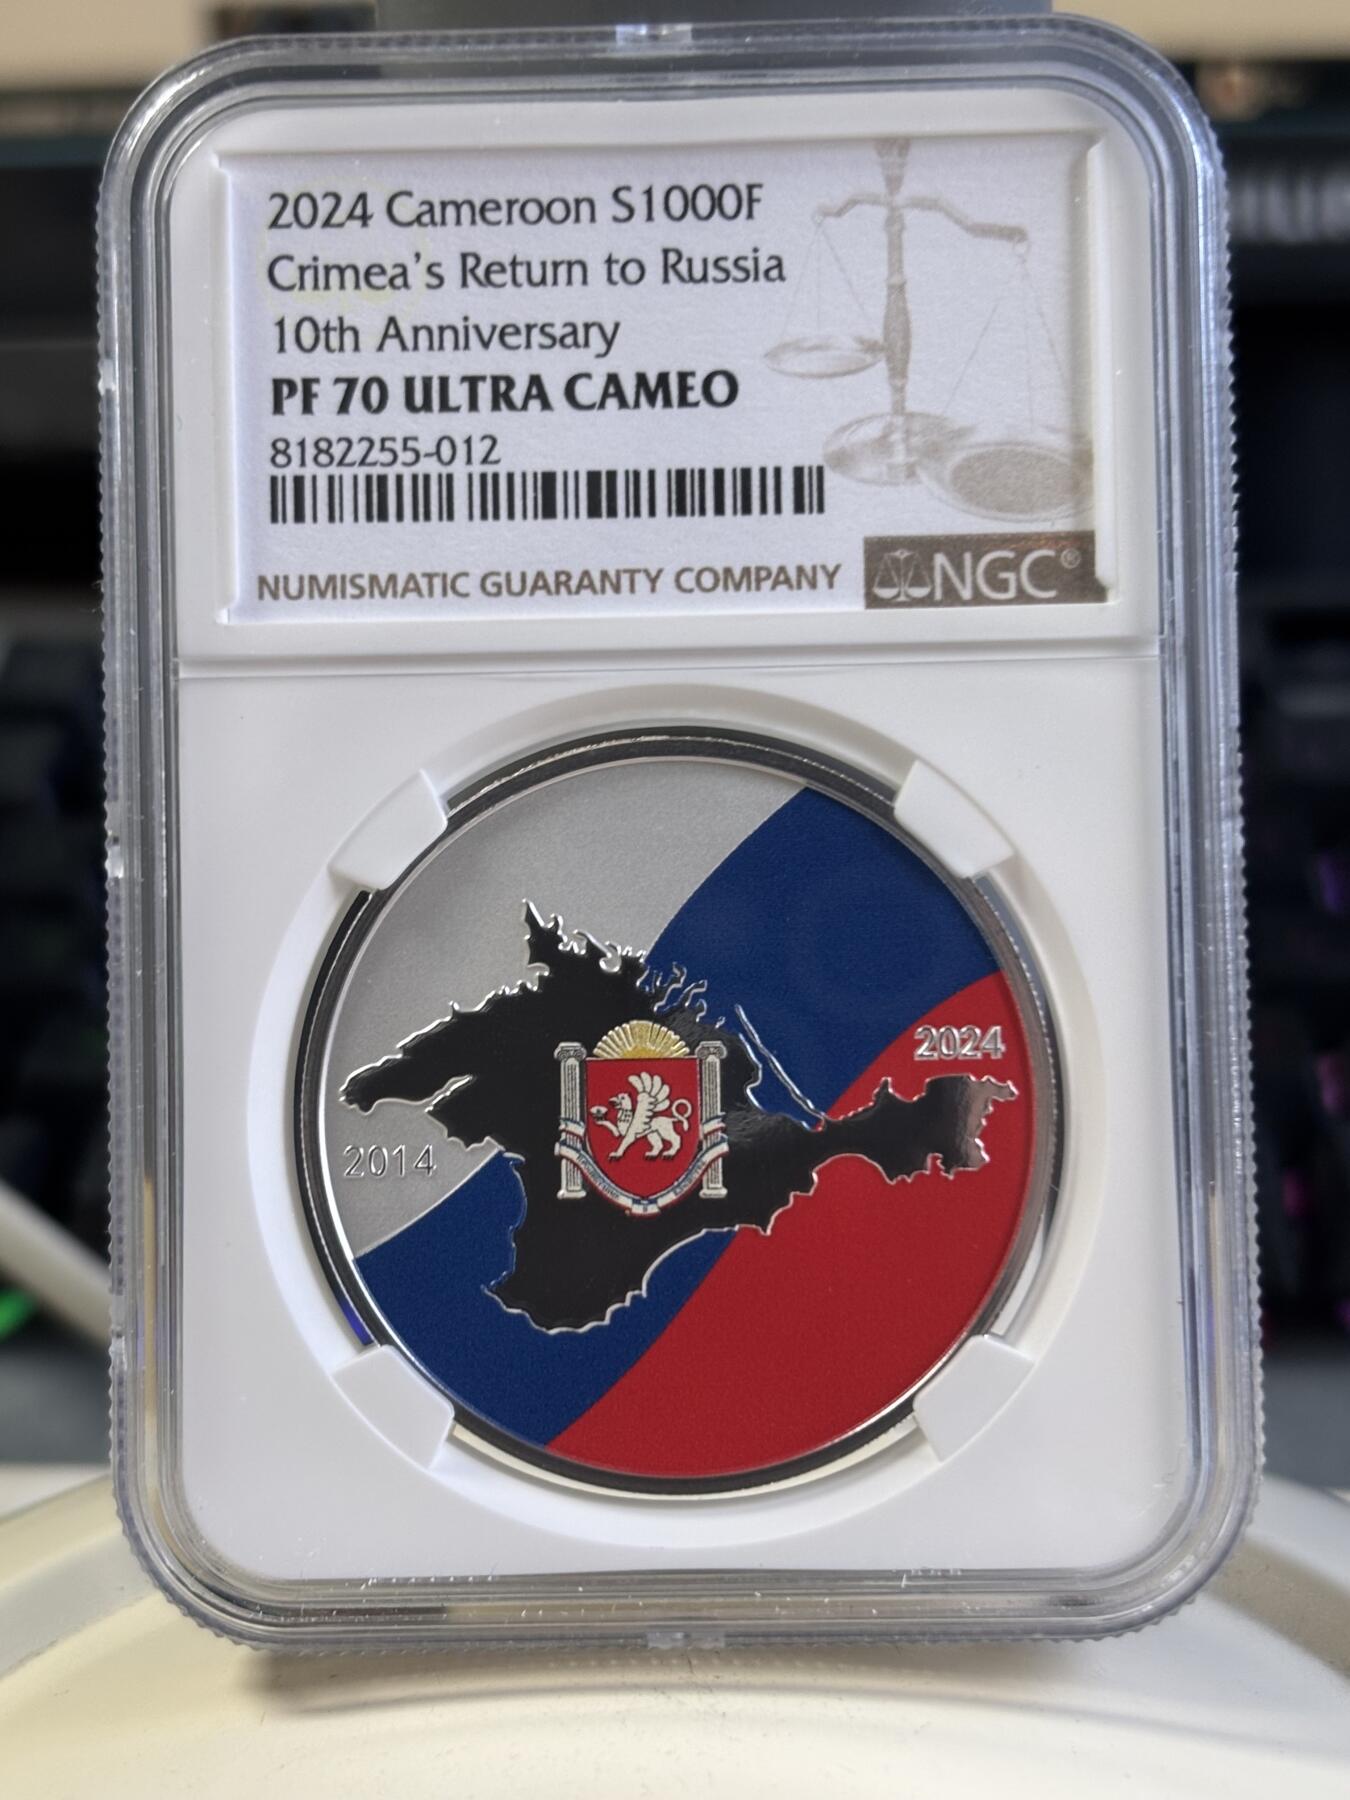 2024 Cameroon S1000F
Crimea's Return to Russia
10th Anniversary
PF 70 ULTRA CAMEO
8182255-012
NUMISMATIC GUARANTY COMPANY
NGC®
2024
2014